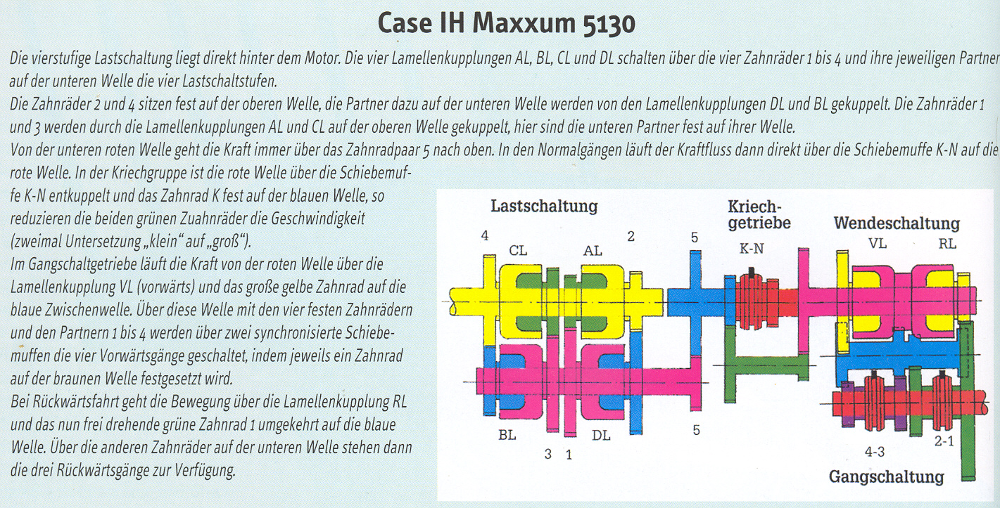 Case IH Maxxum 5130
Die vierstufige Lastschaltung liegt direkt hinter dem Motor. Die vier Lamellenkupplungen AL, BL, CL und DL schalten über die vier Zahnräder 1 bis 4 und ihre jeweiligen Partner
auf der unteren Welle die vier Lastschaltstufen.
Die Zahnräder 2 und 4 sitzen fest auf der oberen Welle, die Partner dazu auf der unteren Welle werden von den Lamellenkupplungen DL und BL gekuppelt. Die Zahnräder 1
und 3 werden durch die Lamellenkupplungen AL und CL auf der oberen Welle gekuppelt, hier sind die unteren Partner fest auf ihrer Welle.
Von der unteren roten Welle geht die Kraft immer über das Zahnradpaar 5 nach oben. In den Normalgängen läuft der Kraftfluss dann direkt über die Schiebemuffe K-N auf die
rote Welle. In der Kriechgruppe ist die rote Welle über die Schiebemuf-
fe K-N entkuppelt und das Zahnrad K fest auf der blauen Welle, so
reduzieren die beiden grünen Zuahnräder die Geschwindigkeit
(zweimal Untersetzung „klein“ auf „groß“).
Im Gangschaltgetriebe läuft die Kraft von der roten Welle über die
Lamellenkupplung VL (vorwärts) und das große gelbe Zahnrad auf die
blaue Zwischenwelle. Über diese Welle mit den vier festen Zahnrädern
und den Partnern 1 bis 4 werden über zwei synchronisierte Schiebe-
muffen die vier Vorwärtsgänge geschaltet, indem jeweils ein Zahnrad
auf der braunen Welle festgesetzt wird.
Bei Rückwärtsfahrt geht die Bewegung über die Lamellenkupplung RL
und das nun frei drehende grüne Zahnrad 1 umgekehrt auf die blaue
Welle. Über die anderen Zahnräder auf der unteren Welle stehen dann
die drei Rückwärtsgänge zur Verfügung.
Lastschaltung
4
CL
AL
2
5
BL
3
1
DL
5
Kriech-
getriebe
K-N
Wendeschaltung
VL
RL
4-3
2-1
Gangschaltung